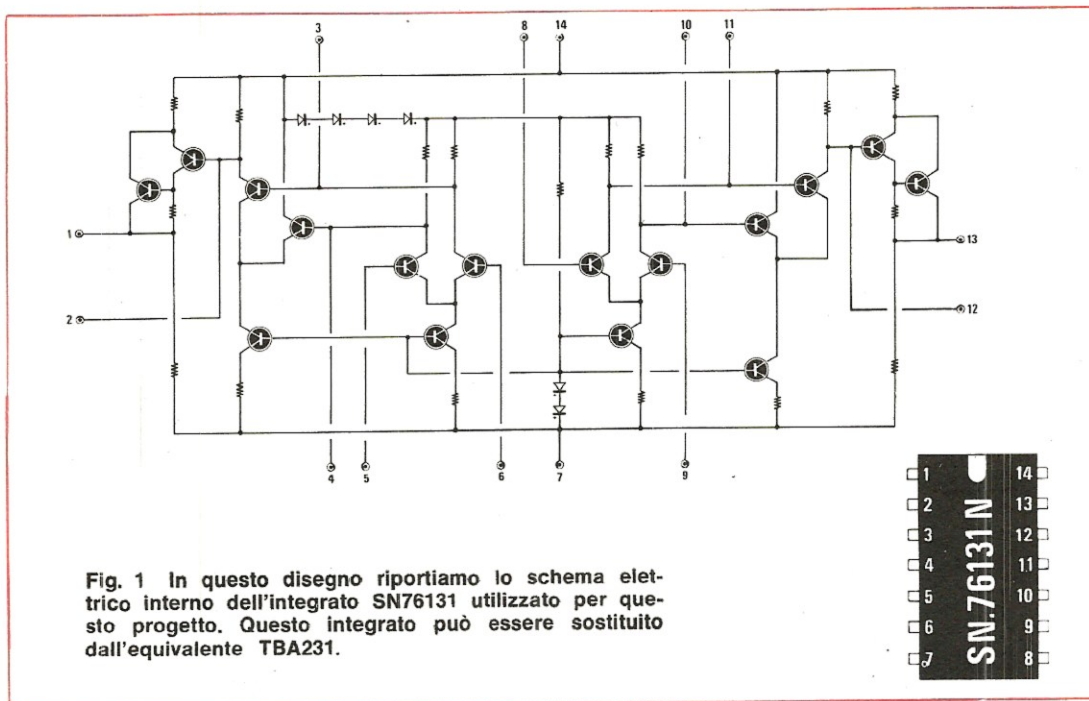 3 8 14 10 11
1
2
13
12
4 5 6 7 9
Fig. 1 In questo disegno riportiamo lo schema elet-
trico interno dell'integrato SN76131 utilizzato per que-
sto progetto. Questo integrato può essere sostituito
dall'equivalente TBA231.
1 14
2 13
3 12
4 11
5 10
6 9
7 8
SN.76131N